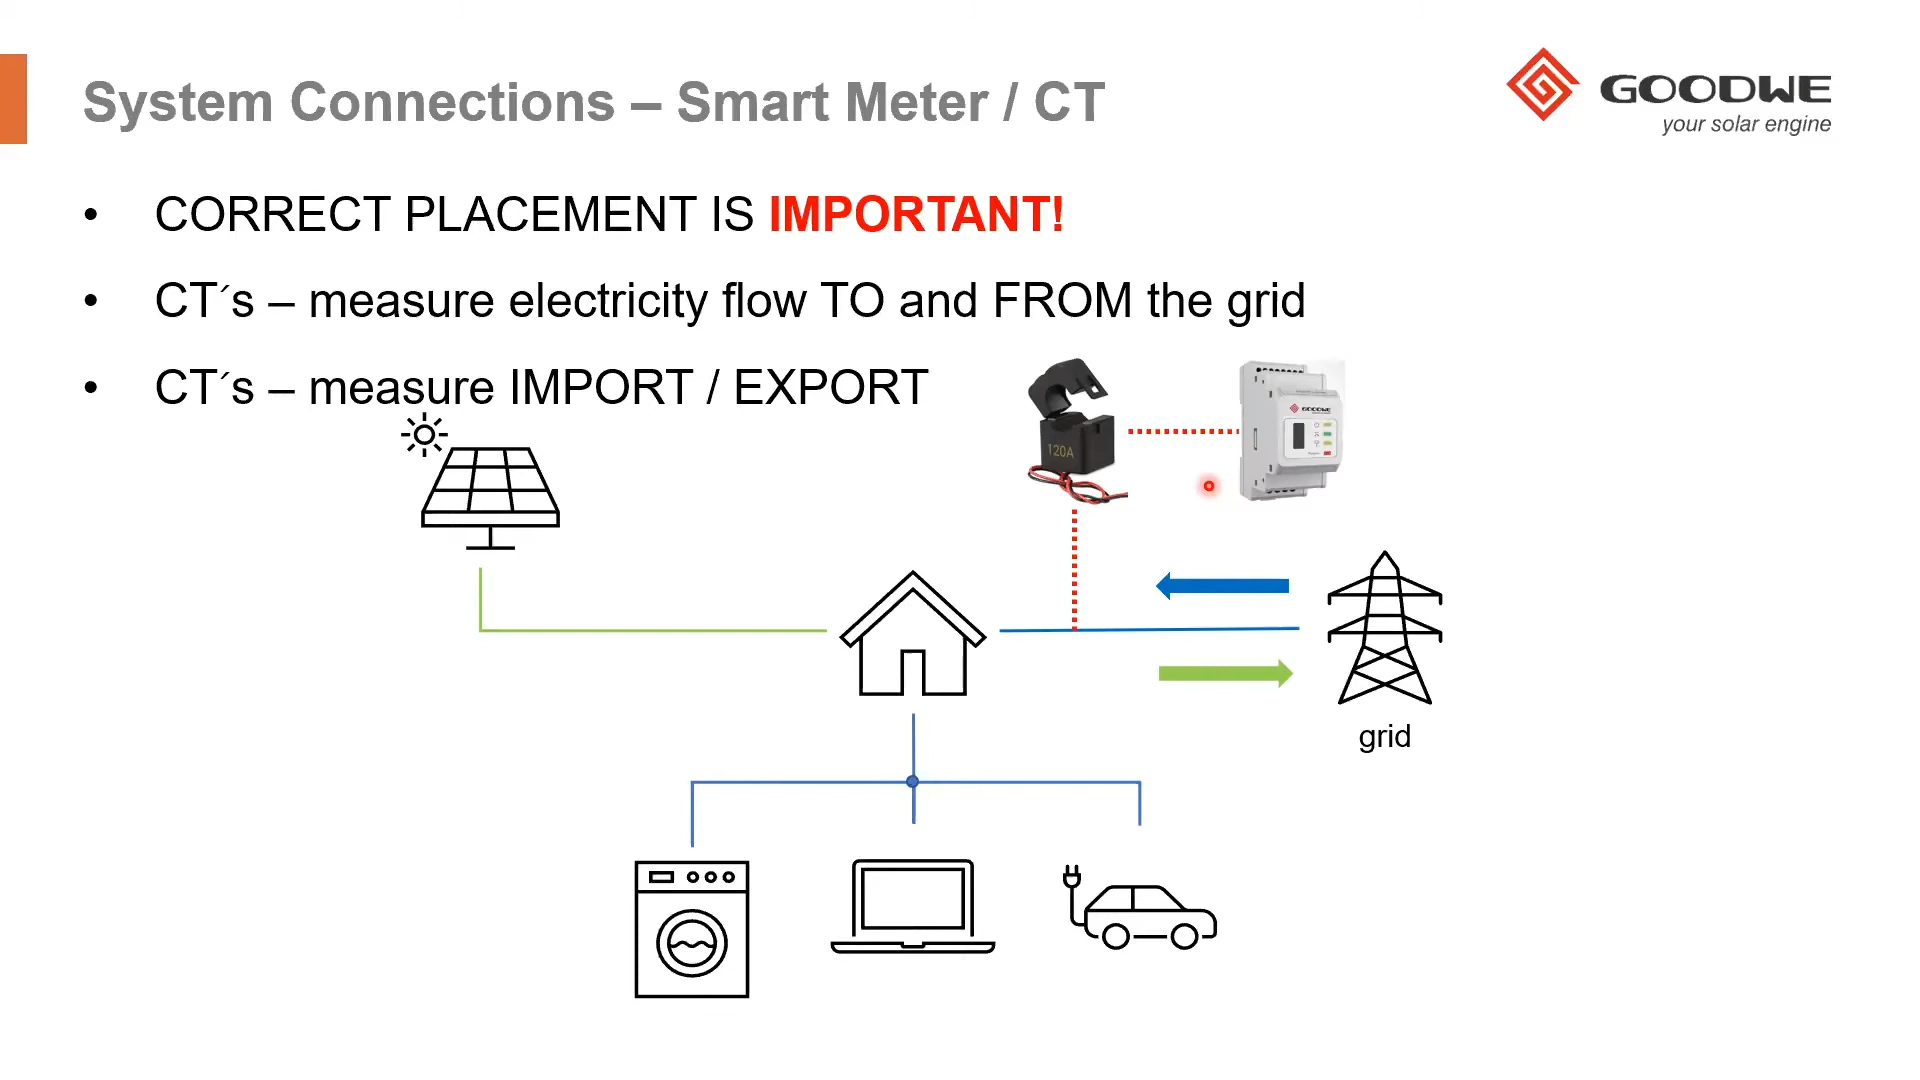 System Connections – Smart Meter / CT
GOODWE
your solar engine
• CORRECT PLACEMENT IS IMPORTANT!
• CT´s – measure electricity flow TO and FROM the grid
• CT´s – measure IMPORT / EXPORT
120A
GOODWE
grid